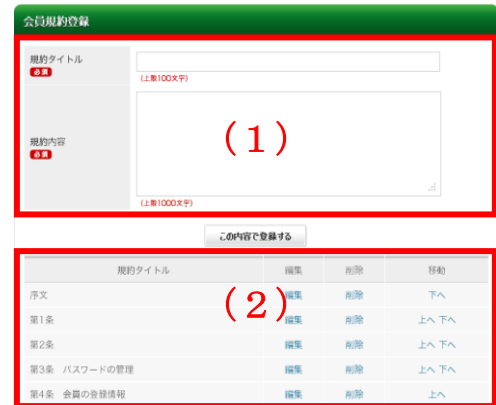 会員規約登録
規約タイトル
必須
(上限100文字)
(1)
規約内容
必須
(上限1000文字)
この内容で登録する
規約タイトル 編集 削除 移動
(2)
序文 編集 削除 下へ
第1条 編集 削除 上へ 下へ
第2条 編集 削除 上へ 下へ
第3条 パスワードの管理 編集 削除 上へ 下へ
第4条 会員の登録情報 編集 削除 上へ